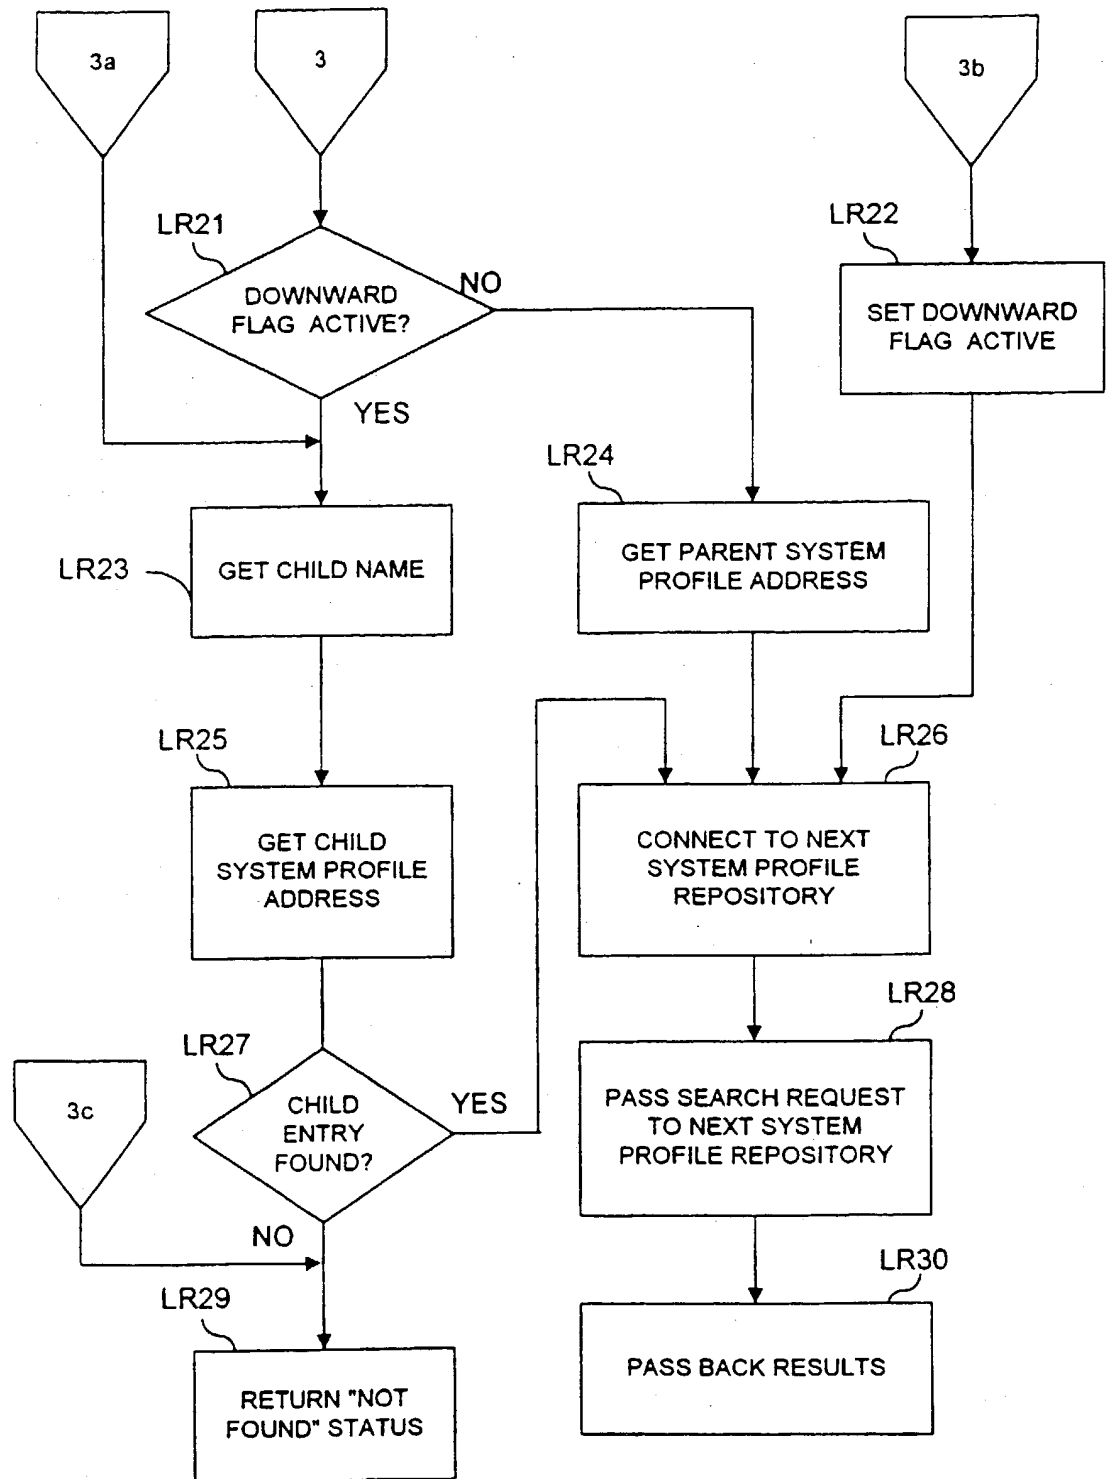 3a
3
3b
LR21
DOWNWARD
FLAG ACTIVE?
NO
YES
LR22
SET DOWNWARD
FLAG ACTIVE
LR23
GET CHILD NAME
LR24
GET PARENT SYSTEM
PROFILE ADDRESS
LR25
GET CHILD
SYSTEM PROFILE
ADDRESS
LR26
CONNECT TO NEXT
SYSTEM PROFILE
REPOSITORY
3c
LR27
CHILD
ENTRY
FOUND?
YES
NO
LR28
PASS SEARCH REQUEST
TO NEXT SYSTEM
PROFILE REPOSITORY
LR29
RETURN "NOT
FOUND" STATUS
LR30
PASS BACK RESULTS